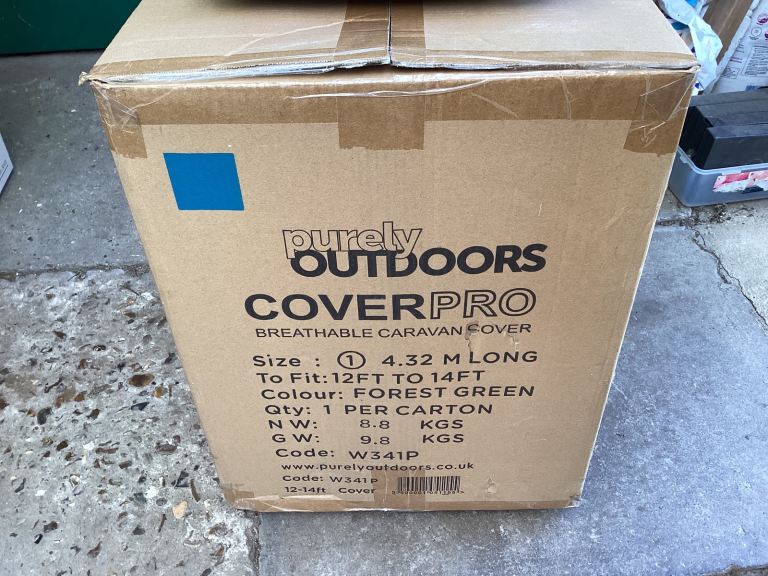 purely
OUTDOORS
COVERPRO
BREATHABLE CARAVAN COVER
Size : 1 4.32 M LONG
To Fit: 12FT TO 14FT
Colour: FOREST GREEN
Qty: 1 PER CARTON
N W: 8.8 KGS
G W: 9.8 KGS
Code: W341P
www.purelyoutdoors.co.uk
Code: W341P
12-14ft Cover